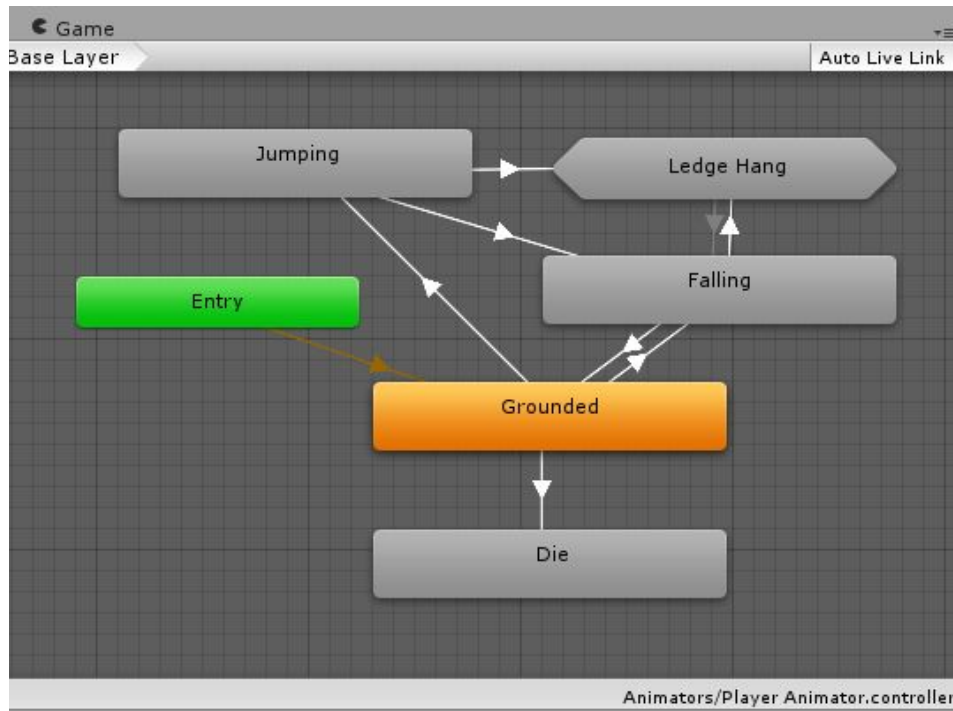 Game
Base Layer
Auto Live Link
Jumping
Ledge Hang
Falling
Entry
Grounded
Die
Animators/Player Animator.controller